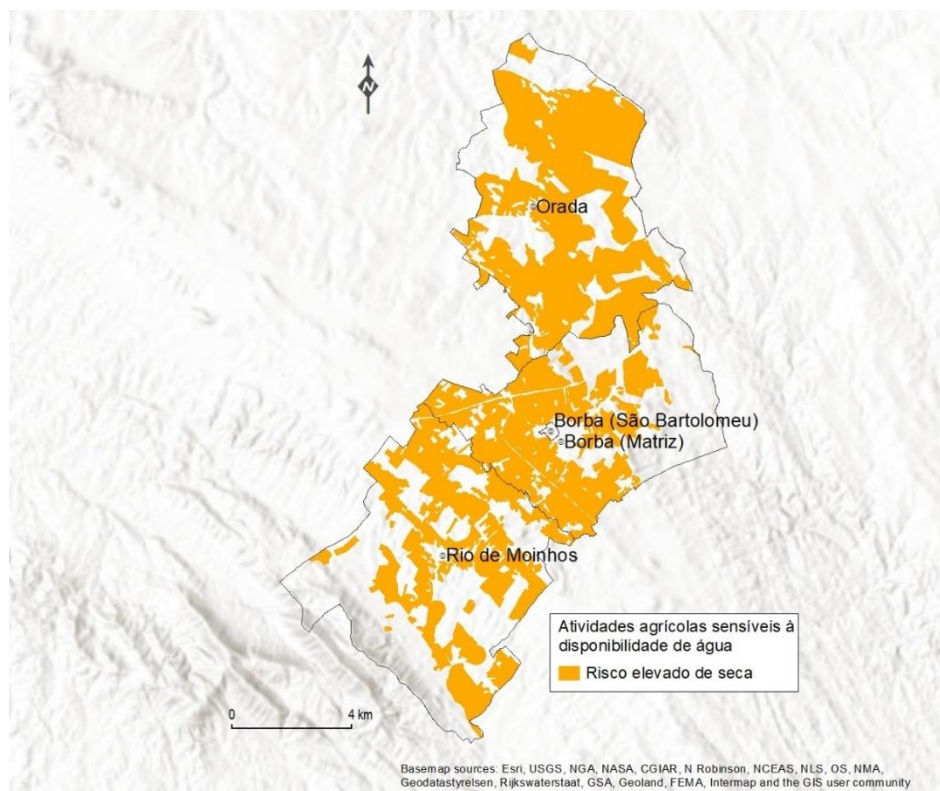 N
Orada
Borba (São Bartolomeu)
Borba (Matriz)
Rio de Moinhos
Atividades agrícolas sensíveis à
disponibilidade de água
Risco elevado de seca
0 4 km
Basemap sources: Esri, USGS, NGA, NASA, CGIAR, N Robinson, NCEAS, NLS, OS, NMA,
Geodatastyrelsen, Rijkswaterstaat, GSA, Geoland, FEMA, Intermap and the GIS user community